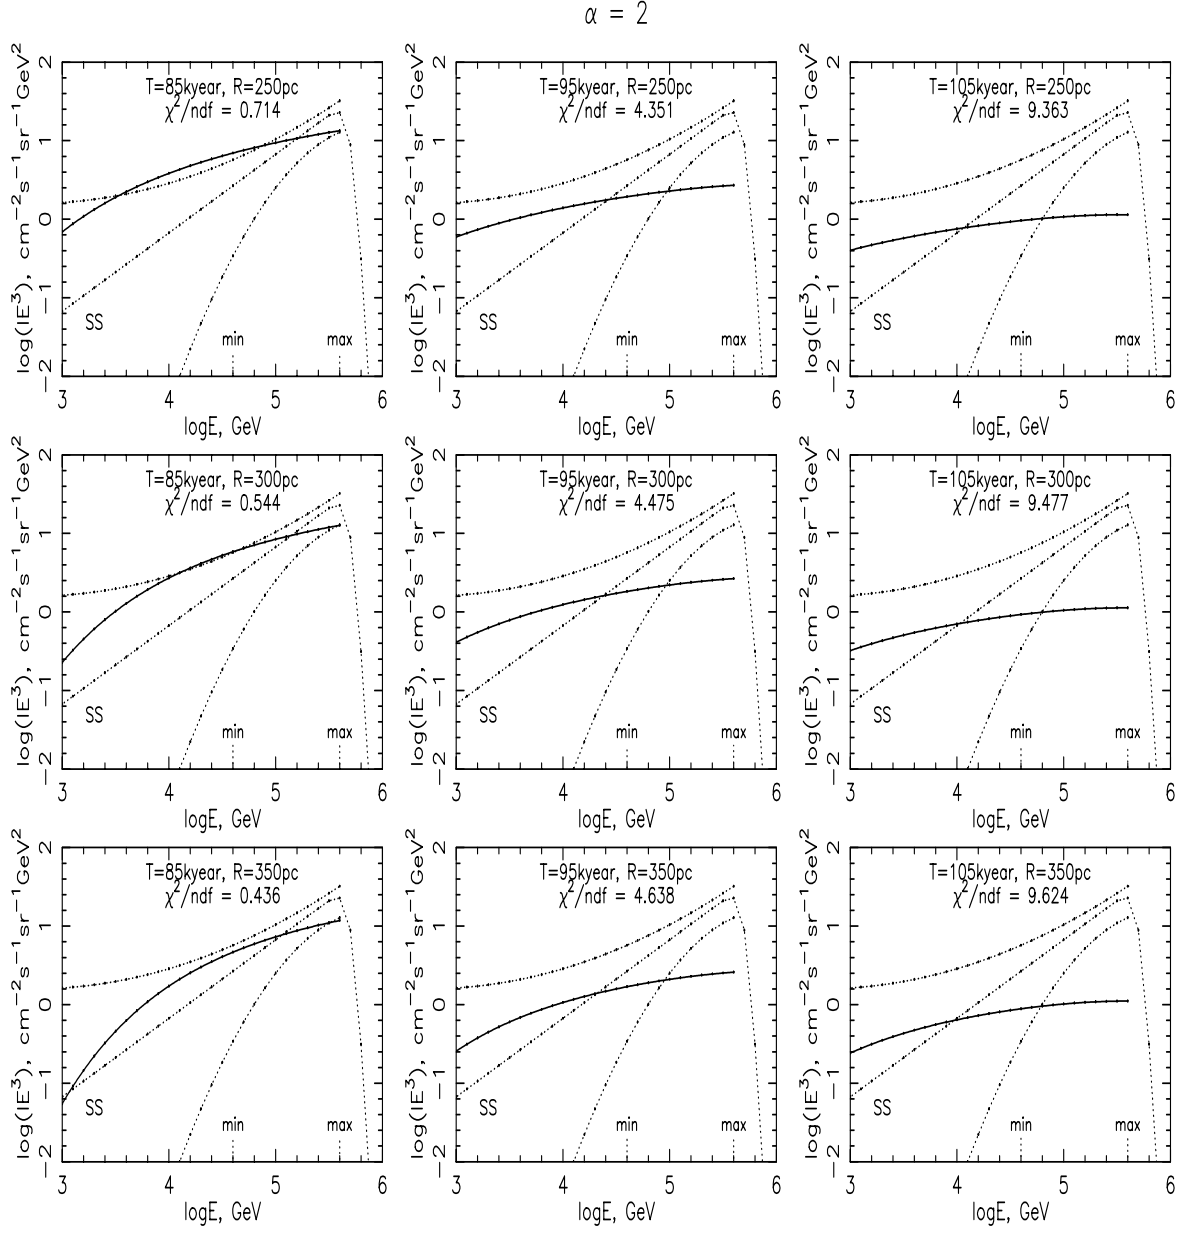 α = 2
T=85kyear, R=250pc
χ²/ndf = 0.714
log(IE³), cm⁻²s⁻¹sr⁻¹GeV²
2
1
0
−1
−2
SS
min
max
3 4 5 6
logE, GeV
T=95kyear, R=250pc
χ²/ndf = 4.351
log(IE³), cm⁻²s⁻¹sr⁻¹GeV²
2
1
0
−1
−2
SS
min
max
3 4 5 6
logE, GeV
T=105kyear, R=250pc
χ²/ndf = 9.363
log(IE³), cm⁻²s⁻¹sr⁻¹GeV²
2
1
0
−1
−2
SS
min
max
3 4 5 6
logE, GeV
T=85kyear, R=300pc
χ²/ndf = 0.544
log(IE³), cm⁻²s⁻¹sr⁻¹GeV²
2
1
0
−1
−2
SS
min
max
3 4 5 6
logE, GeV
T=95kyear, R=300pc
χ²/ndf = 4.475
log(IE³), cm⁻²s⁻¹sr⁻¹GeV²
2
1
0
−1
−2
SS
min
max
3 4 5 6
logE, GeV
T=105kyear, R=300pc
χ²/ndf = 9.477
log(IE³), cm⁻²s⁻¹sr⁻¹GeV²
2
1
0
−1
−2
SS
min
max
3 4 5 6
logE, GeV
T=85kyear, R=350pc
χ²/ndf = 0.436
log(IE³), cm⁻²s⁻¹sr⁻¹GeV²
2
1
0
−1
−2
SS
min
max
3 4 5 6
logE, GeV
T=95kyear, R=350pc
χ²/ndf = 4.638
log(IE³), cm⁻²s⁻¹sr⁻¹GeV²
2
1
0
−1
−2
SS
min
max
3 4 5 6
logE, GeV
T=105kyear, R=350pc
χ²/ndf = 9.624
log(IE³), cm⁻²s⁻¹sr⁻¹GeV²
2
1
0
−1
−2
SS
min
max
3 4 5 6
logE, GeV